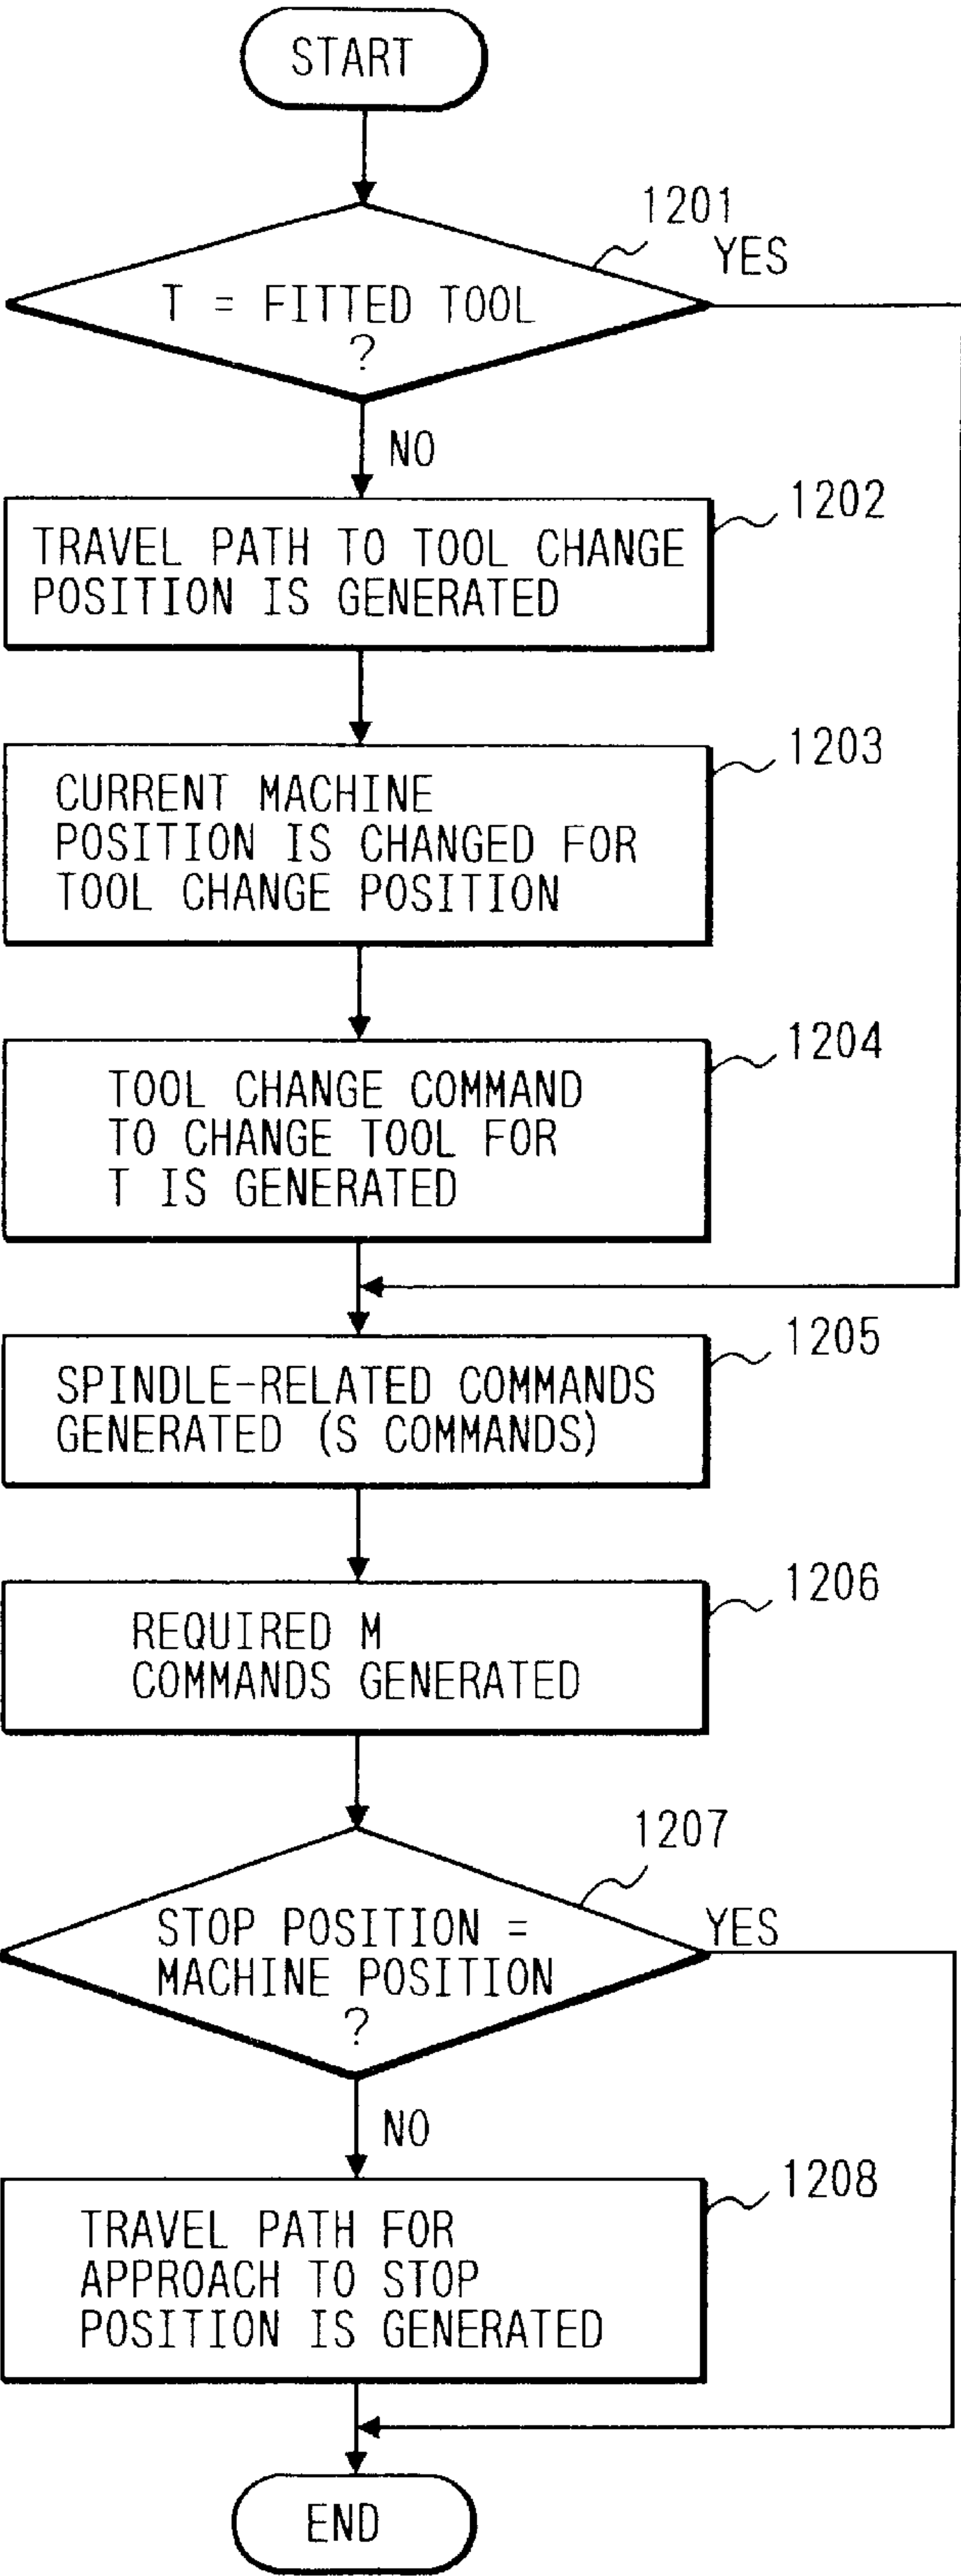 START
1201
YES
T = FITTED TOOL
?
NO
1202
TRAVEL PATH TO TOOL CHANGE
POSITION IS GENERATED
1203
CURRENT MACHINE
POSITION IS CHANGED FOR
TOOL CHANGE POSITION
1204
TOOL CHANGE COMMAND
TO CHANGE TOOL FOR
T IS GENERATED
1205
SPINDLE-RELATED COMMANDS
GENERATED (S COMMANDS)
1206
REQUIRED M
COMMANDS GENERATED
1207
YES
STOP POSITION =
MACHINE POSITION
?
NO
1208
TRAVEL PATH FOR
APPROACH TO STOP
POSITION IS GENERATED
END